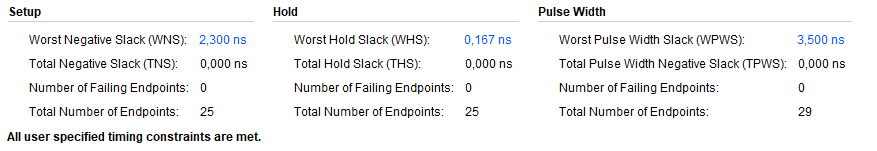 Setup Hold Pulse Width
Worst Negative Slack (WNS): 2,300 ns Worst Hold Slack (WHS): 0,167 ns Worst Pulse Width Slack (WPWS): 3,500 ns
Total Negative Slack (TNS): 0,000 ns Total Hold Slack (THS): 0,000 ns Total Pulse Width Negative Slack (TPWS): 0,000 ns
Number of Failing Endpoints: 0 Number of Failing Endpoints: 0 Number of Failing Endpoints: 0
Total Number of Endpoints: 25 Total Number of Endpoints: 25 Total Number of Endpoints: 29
All user specified timing constraints are met.